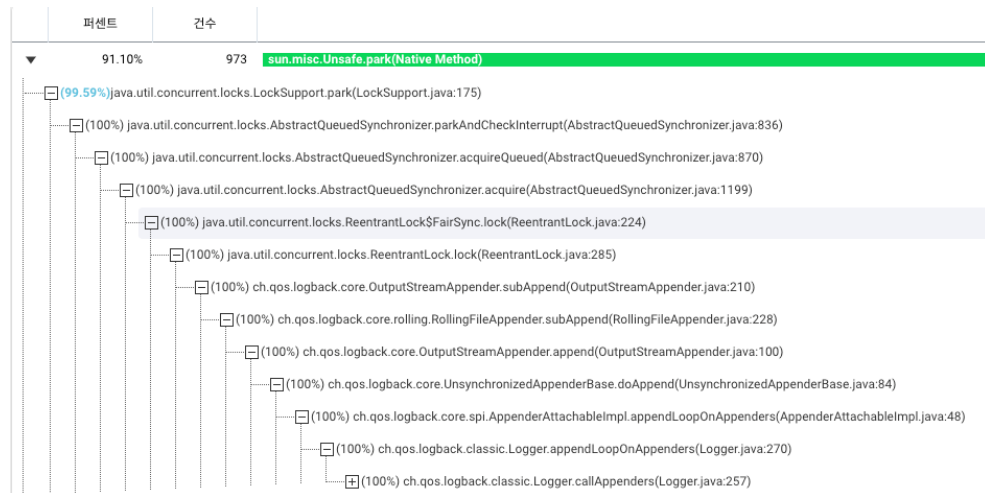 퍼센트 건수
91.10% 973 sun.misc.Unsafe.park(Native Method)
(99.59%)java.util.concurrent.locks.LockSupport.park(LockSupport.java:175)
(100%) java.util.concurrent.locks.AbstractQueuedSynchronizer.parkAndCheckInterrupt(AbstractQueuedSynchronizer.java:836)
(100%) java.util.concurrent.locks.AbstractQueuedSynchronizer.acquireQueued(AbstractQueuedSynchronizer.java:870)
(100%) java.util.concurrent.locks.AbstractQueuedSynchronizer.acquire(AbstractQueuedSynchronizer.java:1199)
(100%) java.util.concurrent.locks.ReentrantLock$FairSync.lock(ReentrantLock.java:224)
(100%) java.util.concurrent.locks.ReentrantLock.lock(ReentrantLock.java:285)
(100%) ch.qos.logback.core.OutputStreamAppender.subAppend(OutputStreamAppender.java:210)
(100%) ch.qos.logback.core.rolling.RollingFileAppender.subAppend(RollingFileAppender.java:228)
(100%) ch.qos.logback.core.OutputStreamAppender.append(OutputStreamAppender.java:100)
(100%) ch.qos.logback.core.UnsynchronizedAppenderBase.doAppend(UnsynchronizedAppenderBase.java:84)
(100%) ch.qos.logback.core.spi.AppenderAttachableImpl.appendLoopOnAppenders(AppenderAttachableImpl.java:48)
(100%) ch.qos.logback.classic.Logger.appendLoopOnAppenders(Logger.java:270)
(100%) ch.qos.logback.classic.Logger.callAppenders(Logger.java:257)